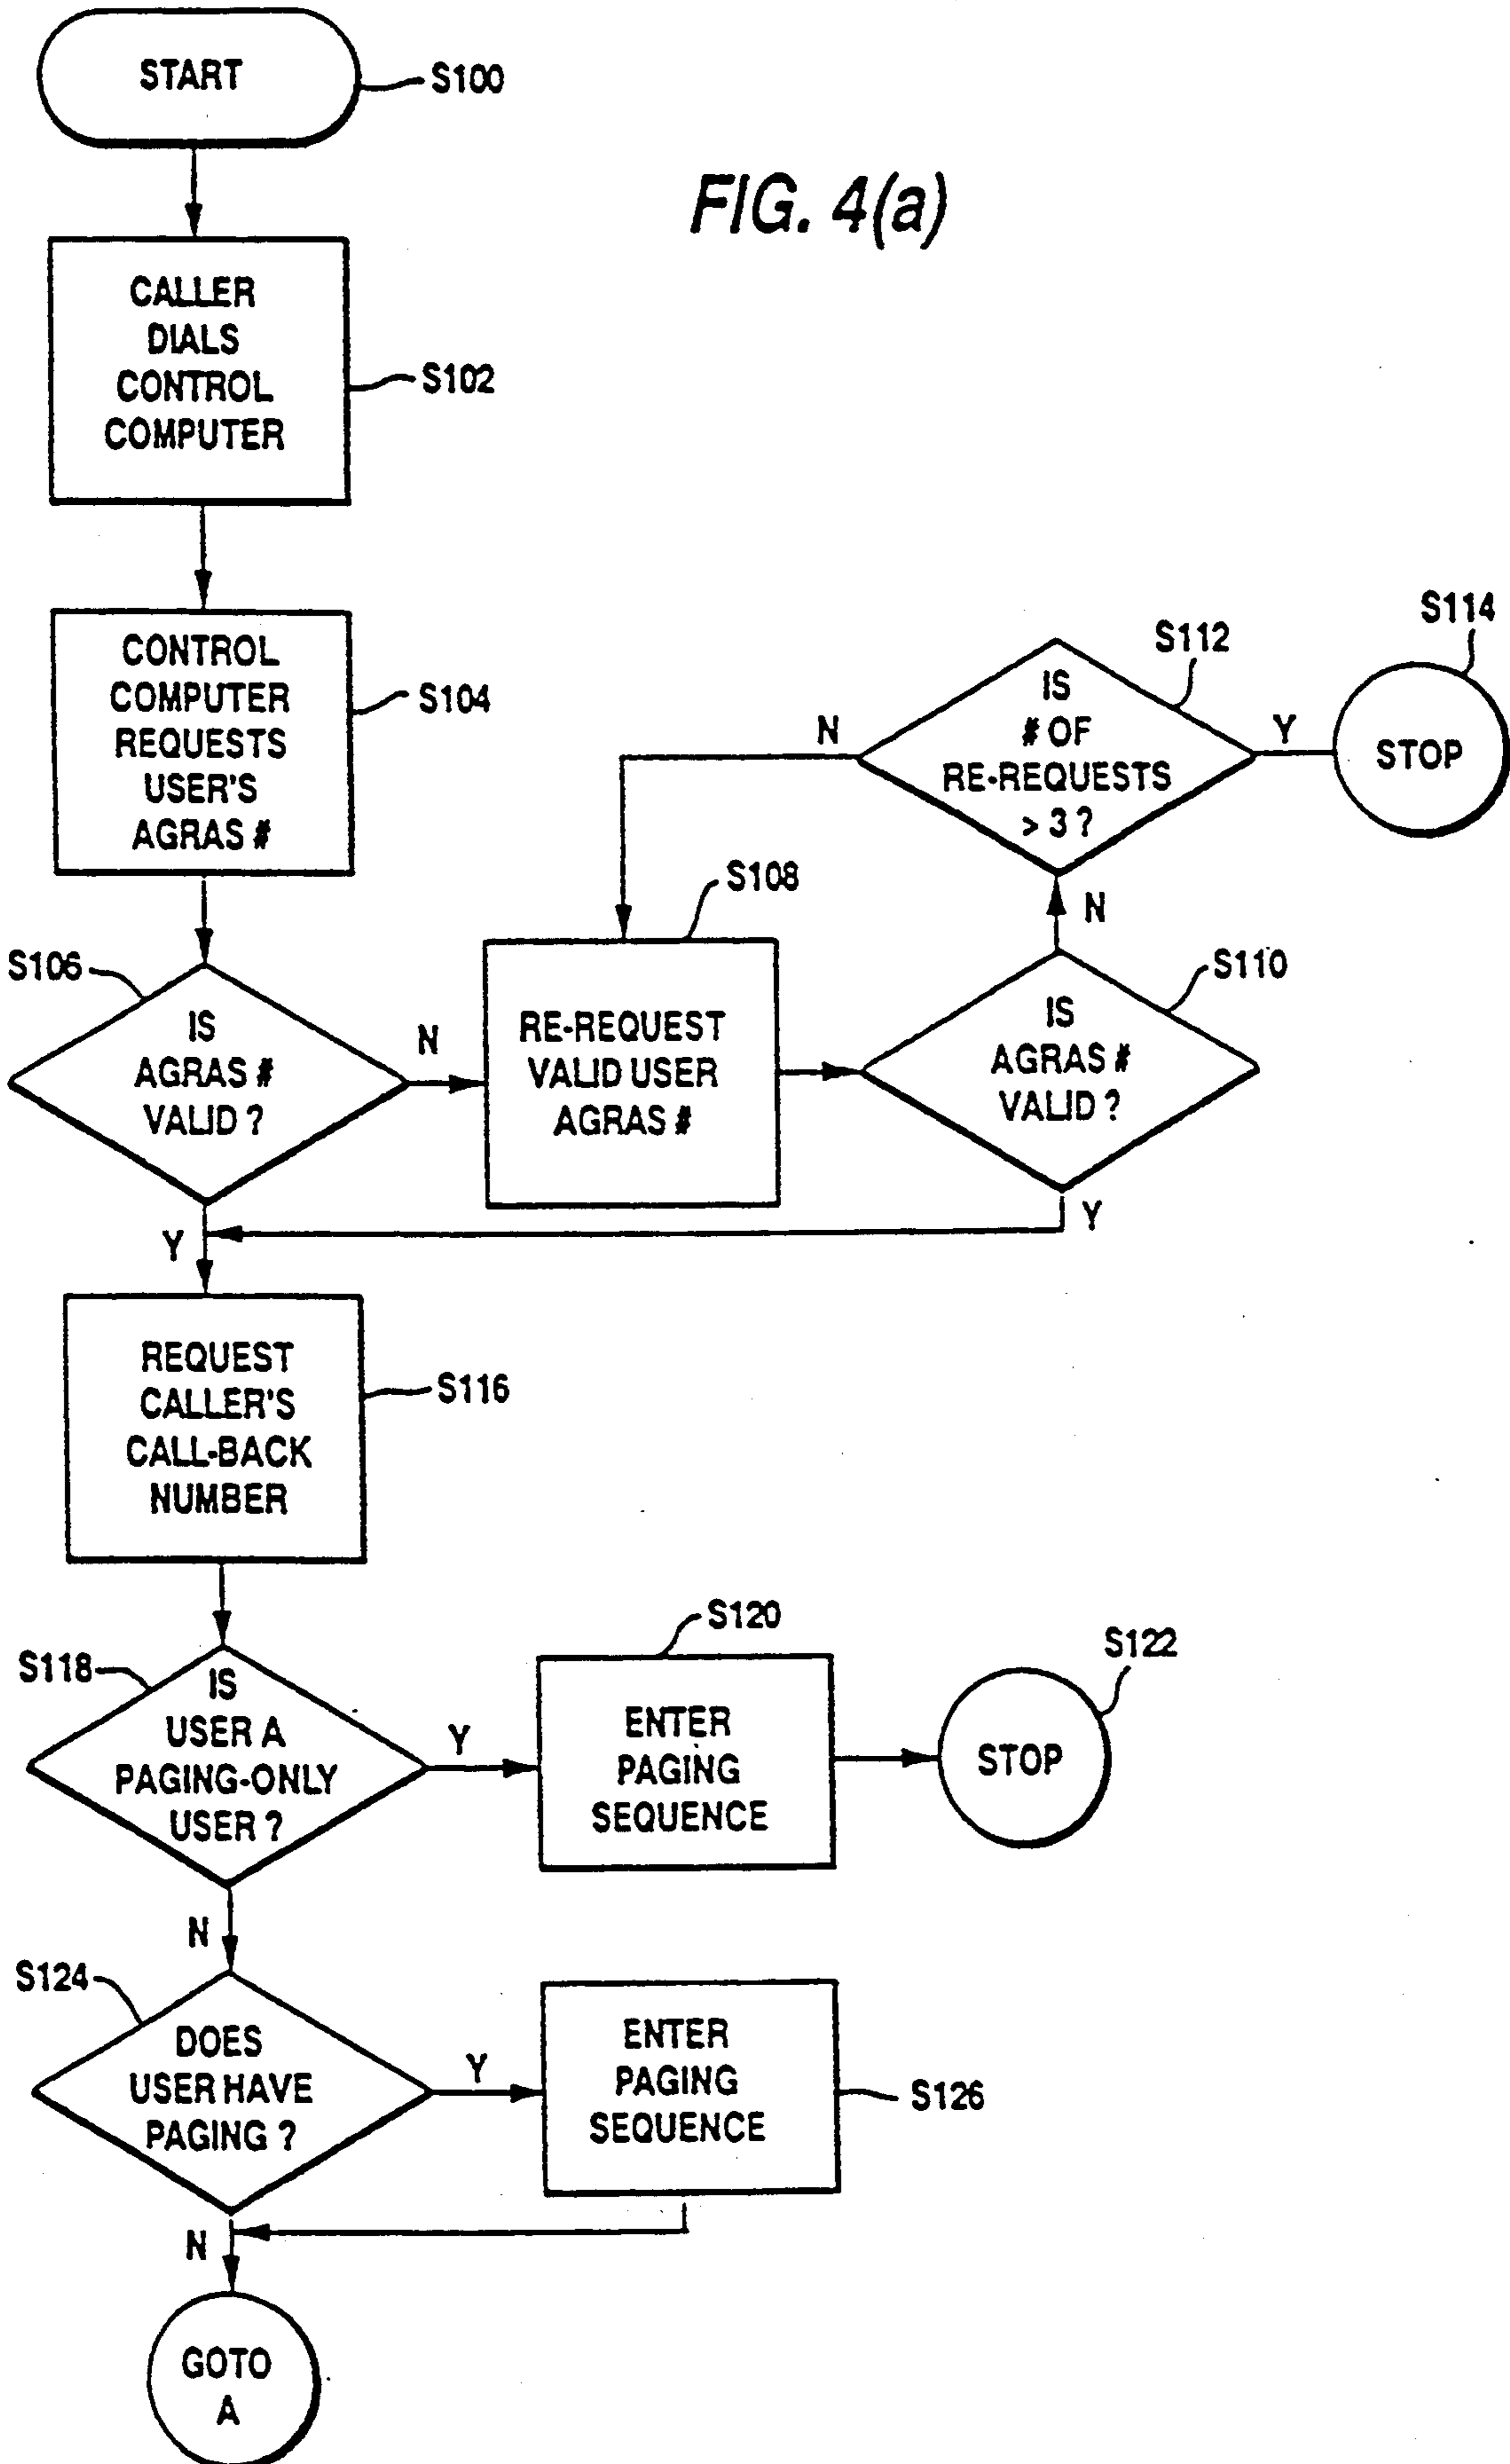 START
S100
FIG. 4(a)
CALLER
DIALS
CONTROL
COMPUTER
S102
CONTROL
COMPUTER
REQUESTS
USER'S
AGRAS #
S104
S106
IS
AGRAS #
VALID ?
N
Y
S108
RE-REQUEST
VALID USER
AGRAS #
S110
IS
AGRAS #
VALID ?
N
Y
S112
IS
# OF
RE-REQUESTS
> 3 ?
N
Y
S114
STOP
REQUEST
CALLER'S
CALL-BACK
NUMBER
S116
S118
IS
USER A
PAGING-ONLY
USER ?
Y
N
S120
ENTER
PAGING
SEQUENCE
S122
STOP
S124
DOES
USER HAVE
PAGING ?
Y
N
ENTER
PAGING
SEQUENCE
S126
GOTO
A